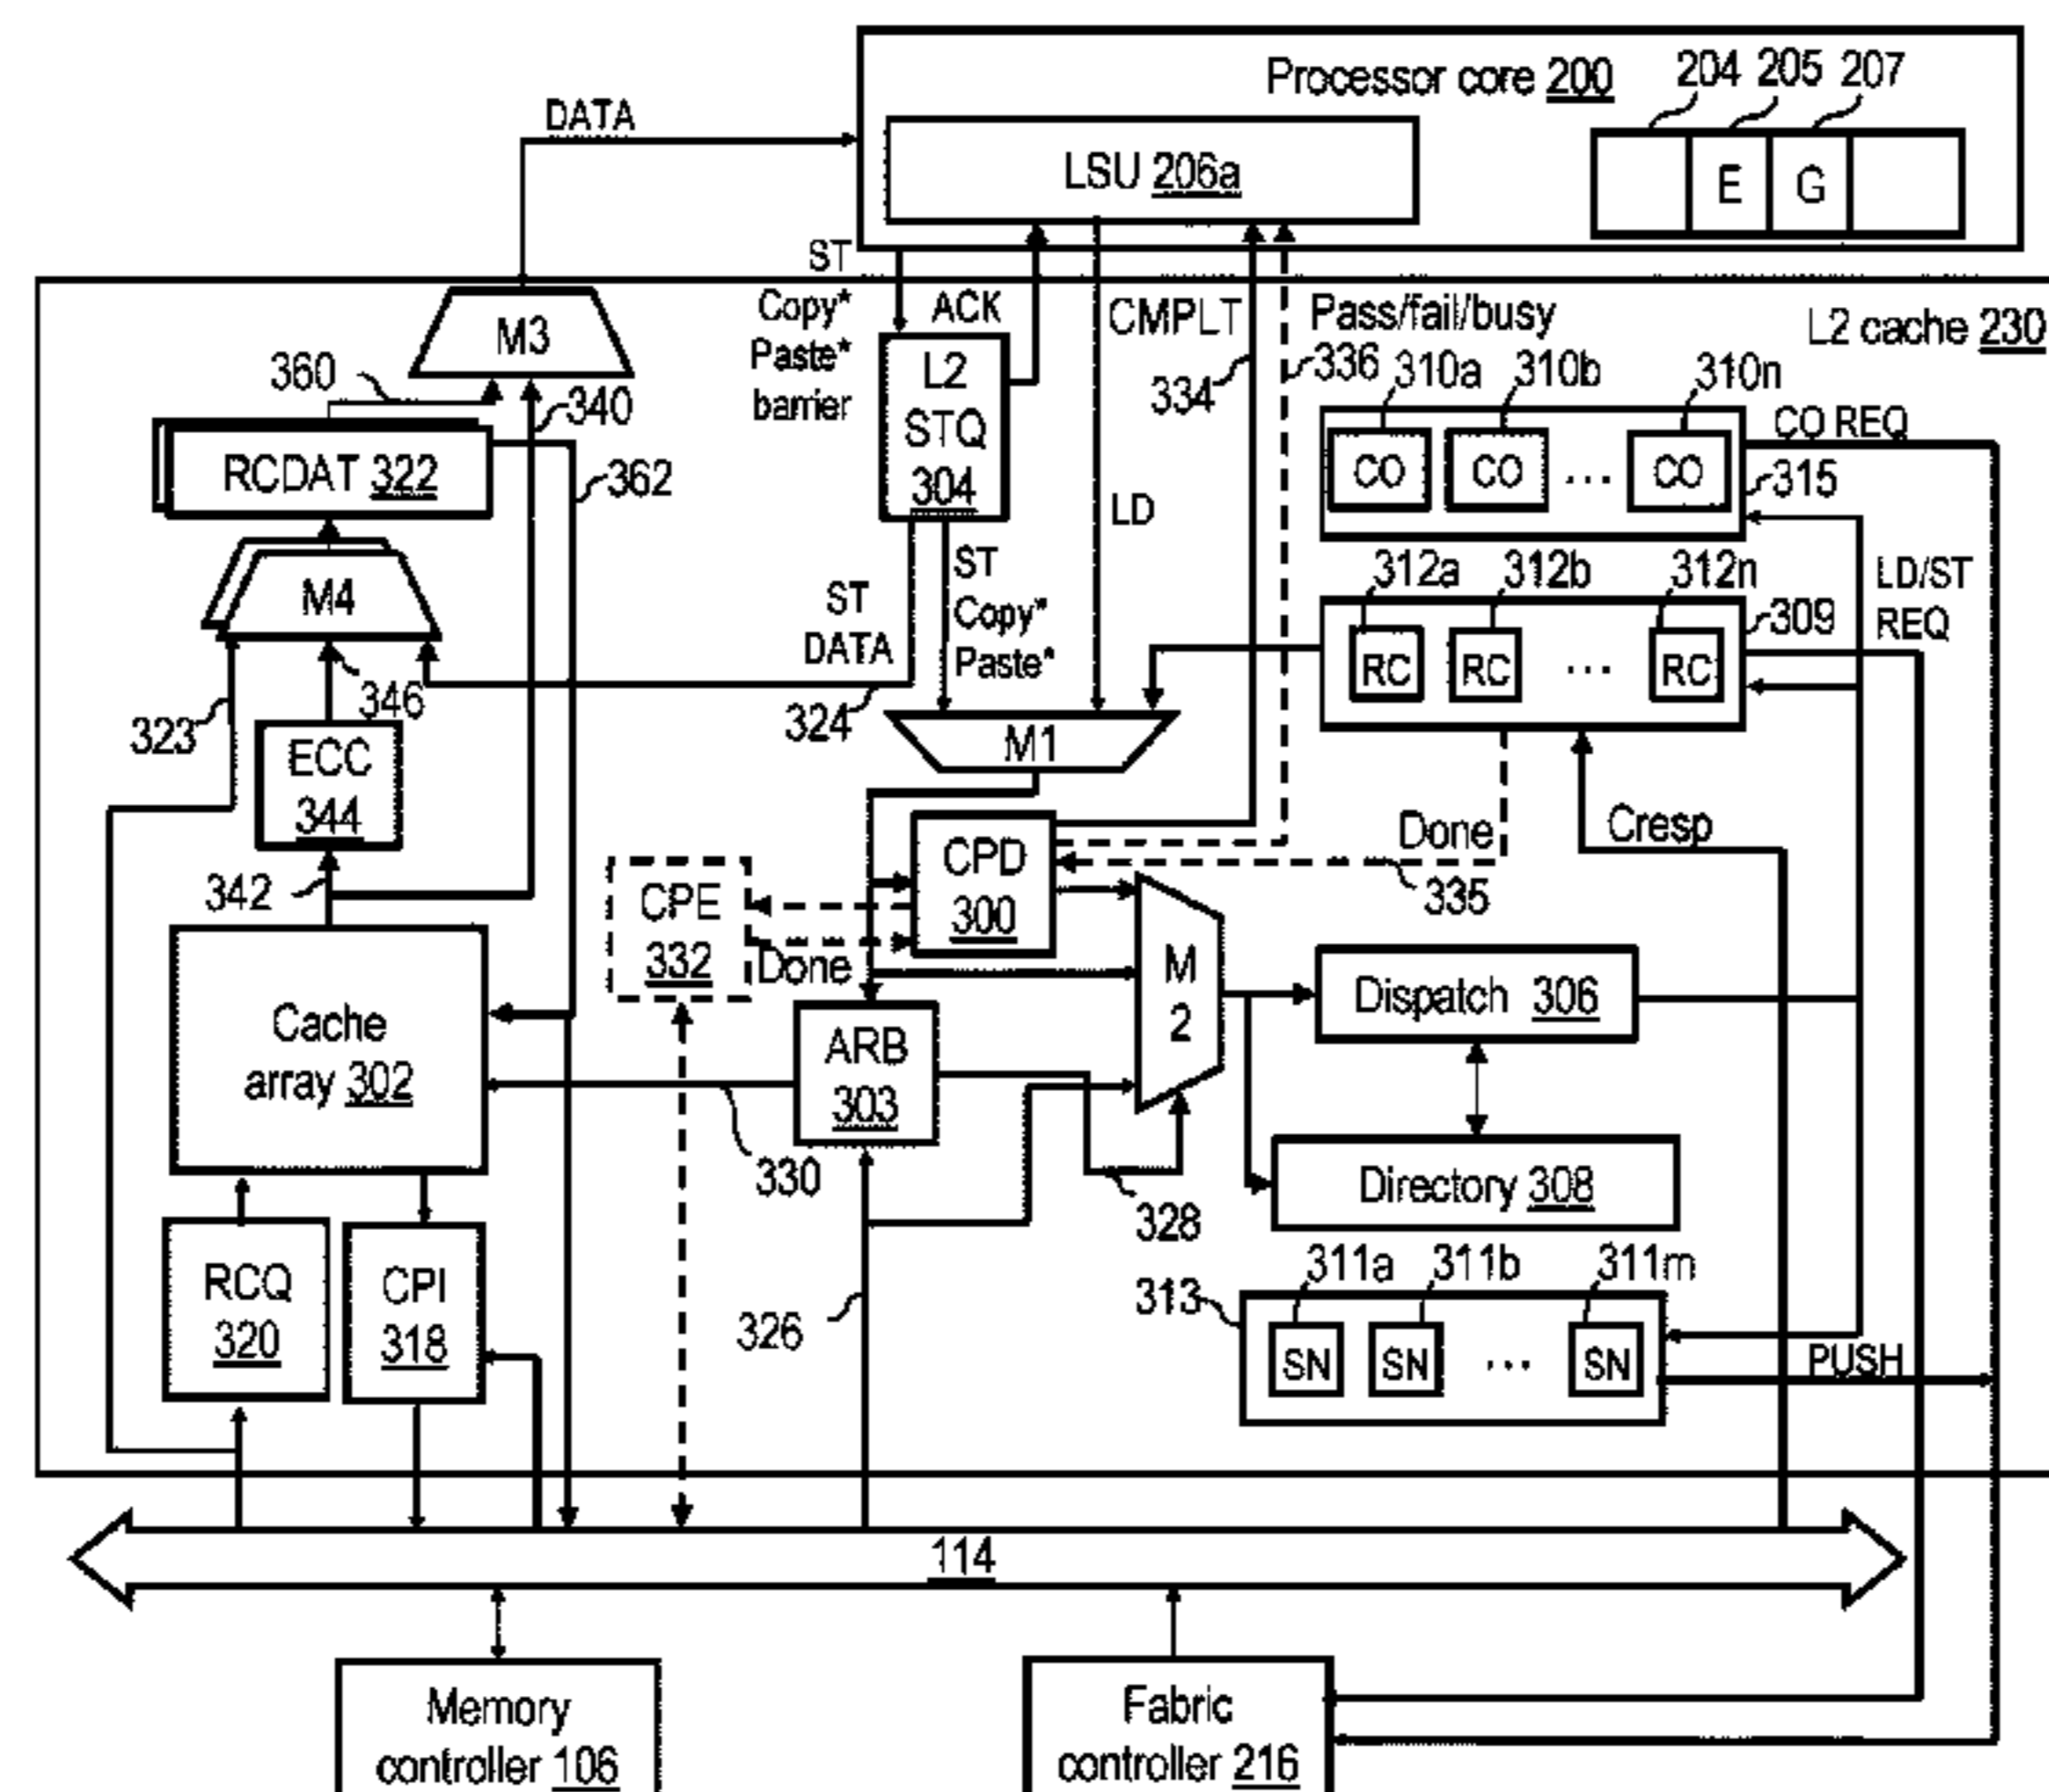 Processor core 200
204 205 207
DATA
LSU 206a
E G
ST
Copy*
Paste*
barrier
ACK
CMPLT
Pass/fail/busy
L2 cache 230
M3
L2
STQ
304
334
336
310a 310b 310n
360
340
CO CO ... CO
CO REQ
315
RCDAT 322
362
LD
M4
ST
DATA
ST
Copy*
Paste*
312a 312b 312n
LD/ST
REQ
309
RC RC ... RC
346
324
323
ECC
344
M1
342
CPE
332
Done
CPD
300
Done
335
Cresp
M
2
Dispatch 306
Cache
array 302
ARB
303
330
328
Directory 308
RCQ
320
CPI
318
326
313
311a 311b 311m
SN SN ... SN
PUSH
114
Memory
controller 106
Fabric
controller 216